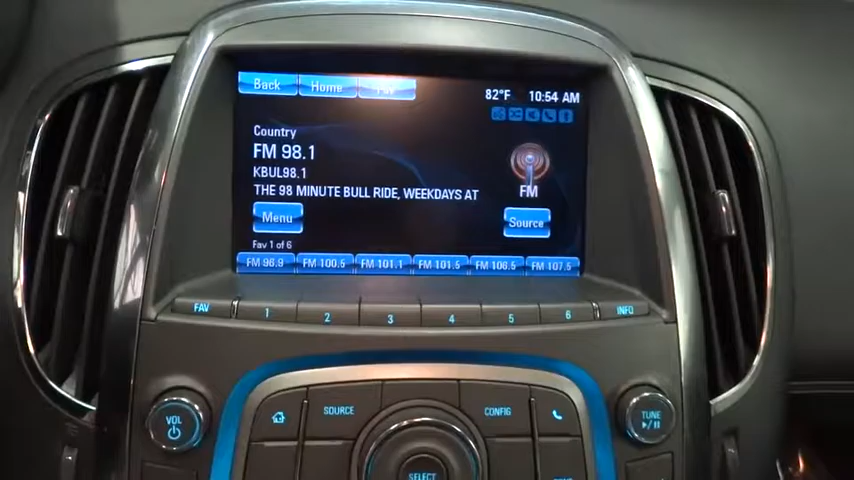 Back Home Fav
82°F 10:54 AM
Country
FM 98.1
KBUL98.1
THE 98 MINUTE BULL RIDE, WEEKDAYS AT
FM
Menu
Source
Fav 1 of 6
FM 96.9 FM 100.5 FM 101.1 FM 101.5 FM 106.5 FM 107.5
FAV 1 2 3 4 5 6 INFO
VOL
SOURCE
CONFIG
TUNE
SELECT